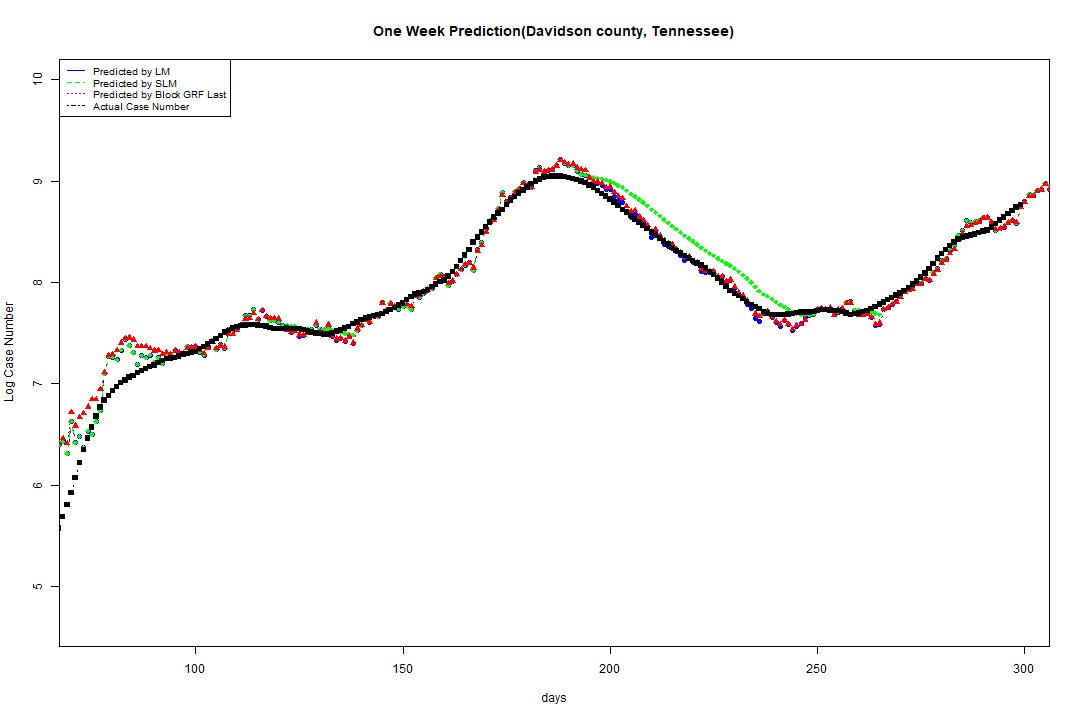 One Week Prediction(Davidson county, Tennessee)
Predicted by LM
Predicted by SLM
Predicted by Block GRF Last
Actual Case Number
10
9
8
7
6
5
Log Case Number
100 150 200 250 300
days